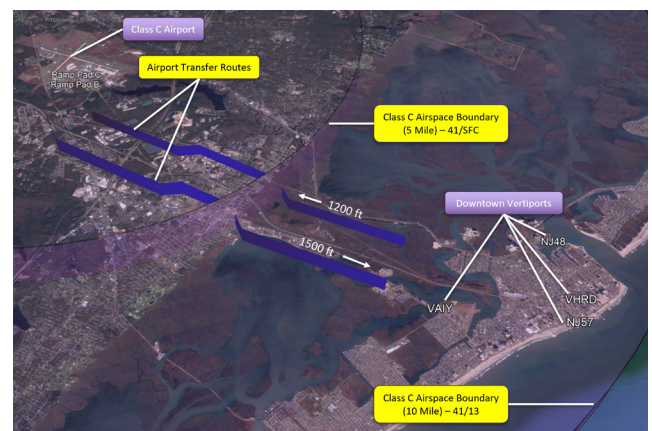 Class C Airport
Ramp Pad C
Ramp Pad B
Airport Transfer Routes
Class C Airspace Boundary
(5 Mile) – 41/SFC
1200 ft
1500 ft
Downtown Vertiports
NJ48
VAIY
VHRD
NJ57
Class C Airspace Boundary
(10 Mile) – 41/13